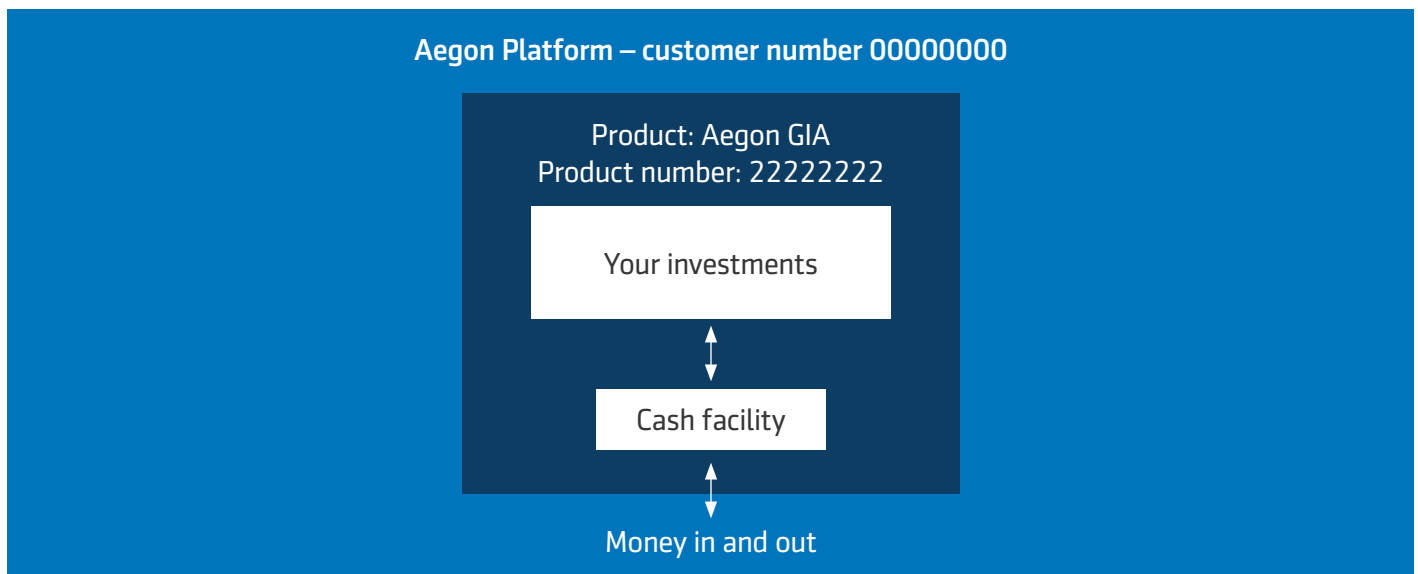 Aegon Platform – customer number 00000000
Product: Aegon GIA
Product number: 22222222
Your investments
Cash facility
Money in and out